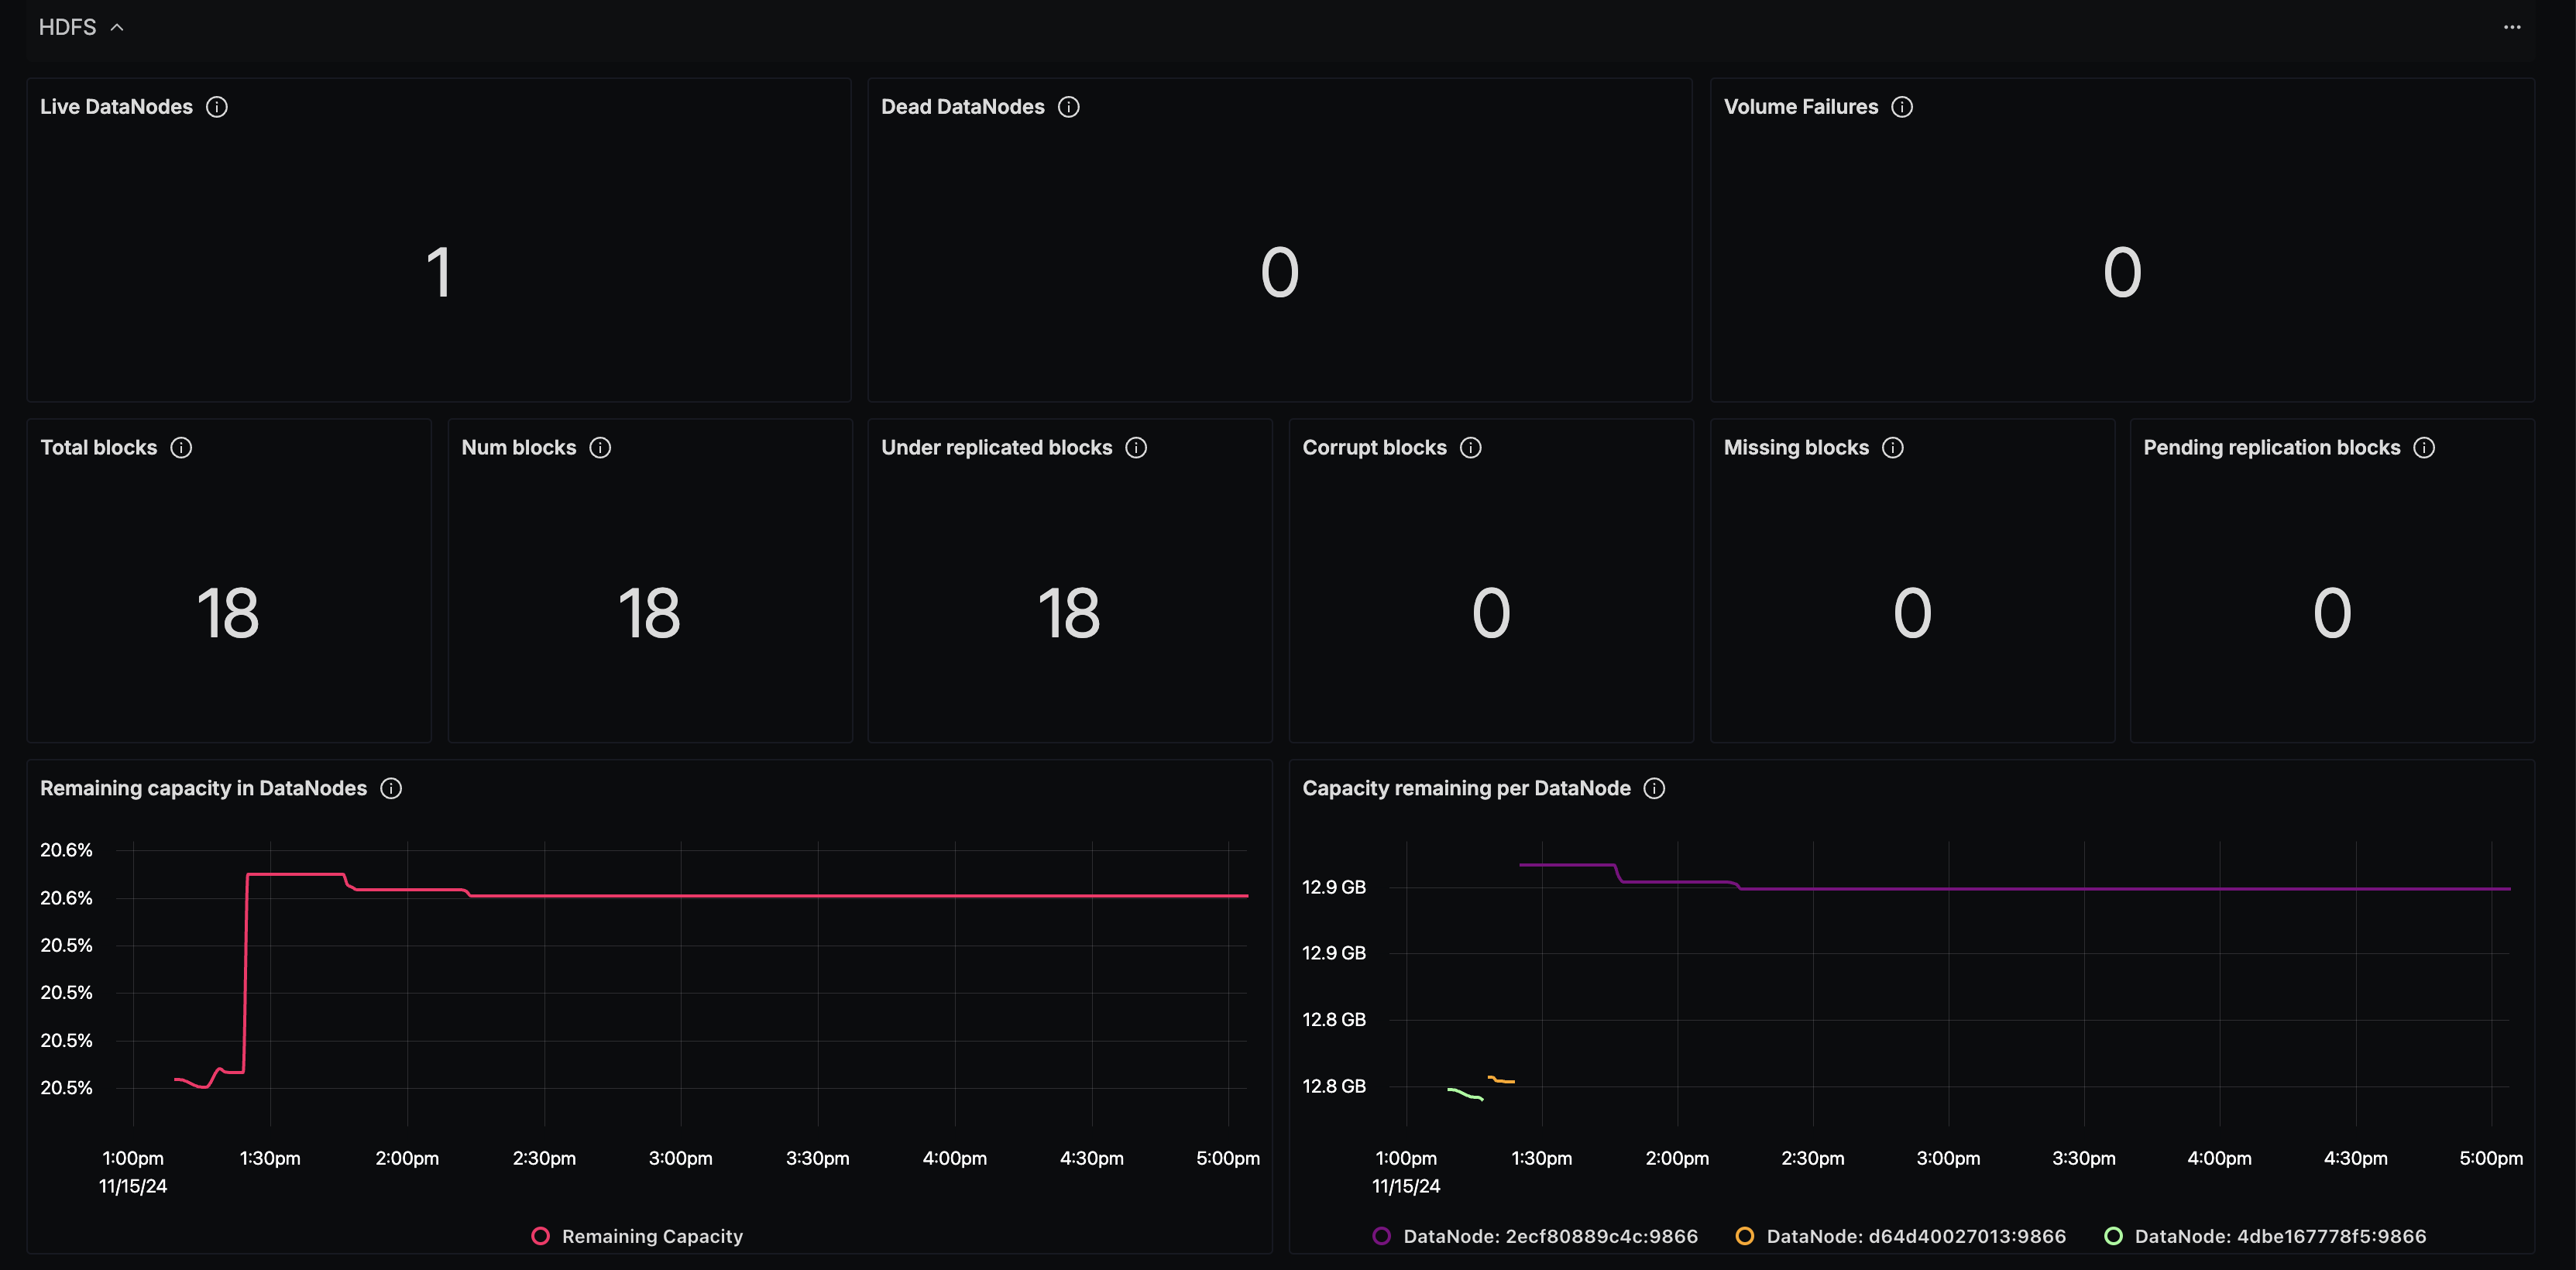 HDFS
Live DataNodes
1
Dead DataNodes
0
Volume Failures
0
Total blocks
18
Num blocks
18
Under replicated blocks
18
Corrupt blocks
0
Missing blocks
0
Pending replication blocks
0
Remaining capacity in DataNodes
20.6%
20.6%
20.5%
20.5%
20.5%
20.5%
1:00pm 1:30pm 2:00pm 2:30pm 3:00pm 3:30pm 4:00pm 4:30pm 5:00pm
11/15/24
Remaining Capacity
Capacity remaining per DataNode
12.9 GB
12.9 GB
12.8 GB
12.8 GB
1:00pm 1:30pm 2:00pm 2:30pm 3:00pm 3:30pm 4:00pm 4:30pm 5:00pm
11/15/24
DataNode: 2ecf80889c4c:9866 DataNode: d64d40027013:9866 DataNode: 4dbe167778f5:9866